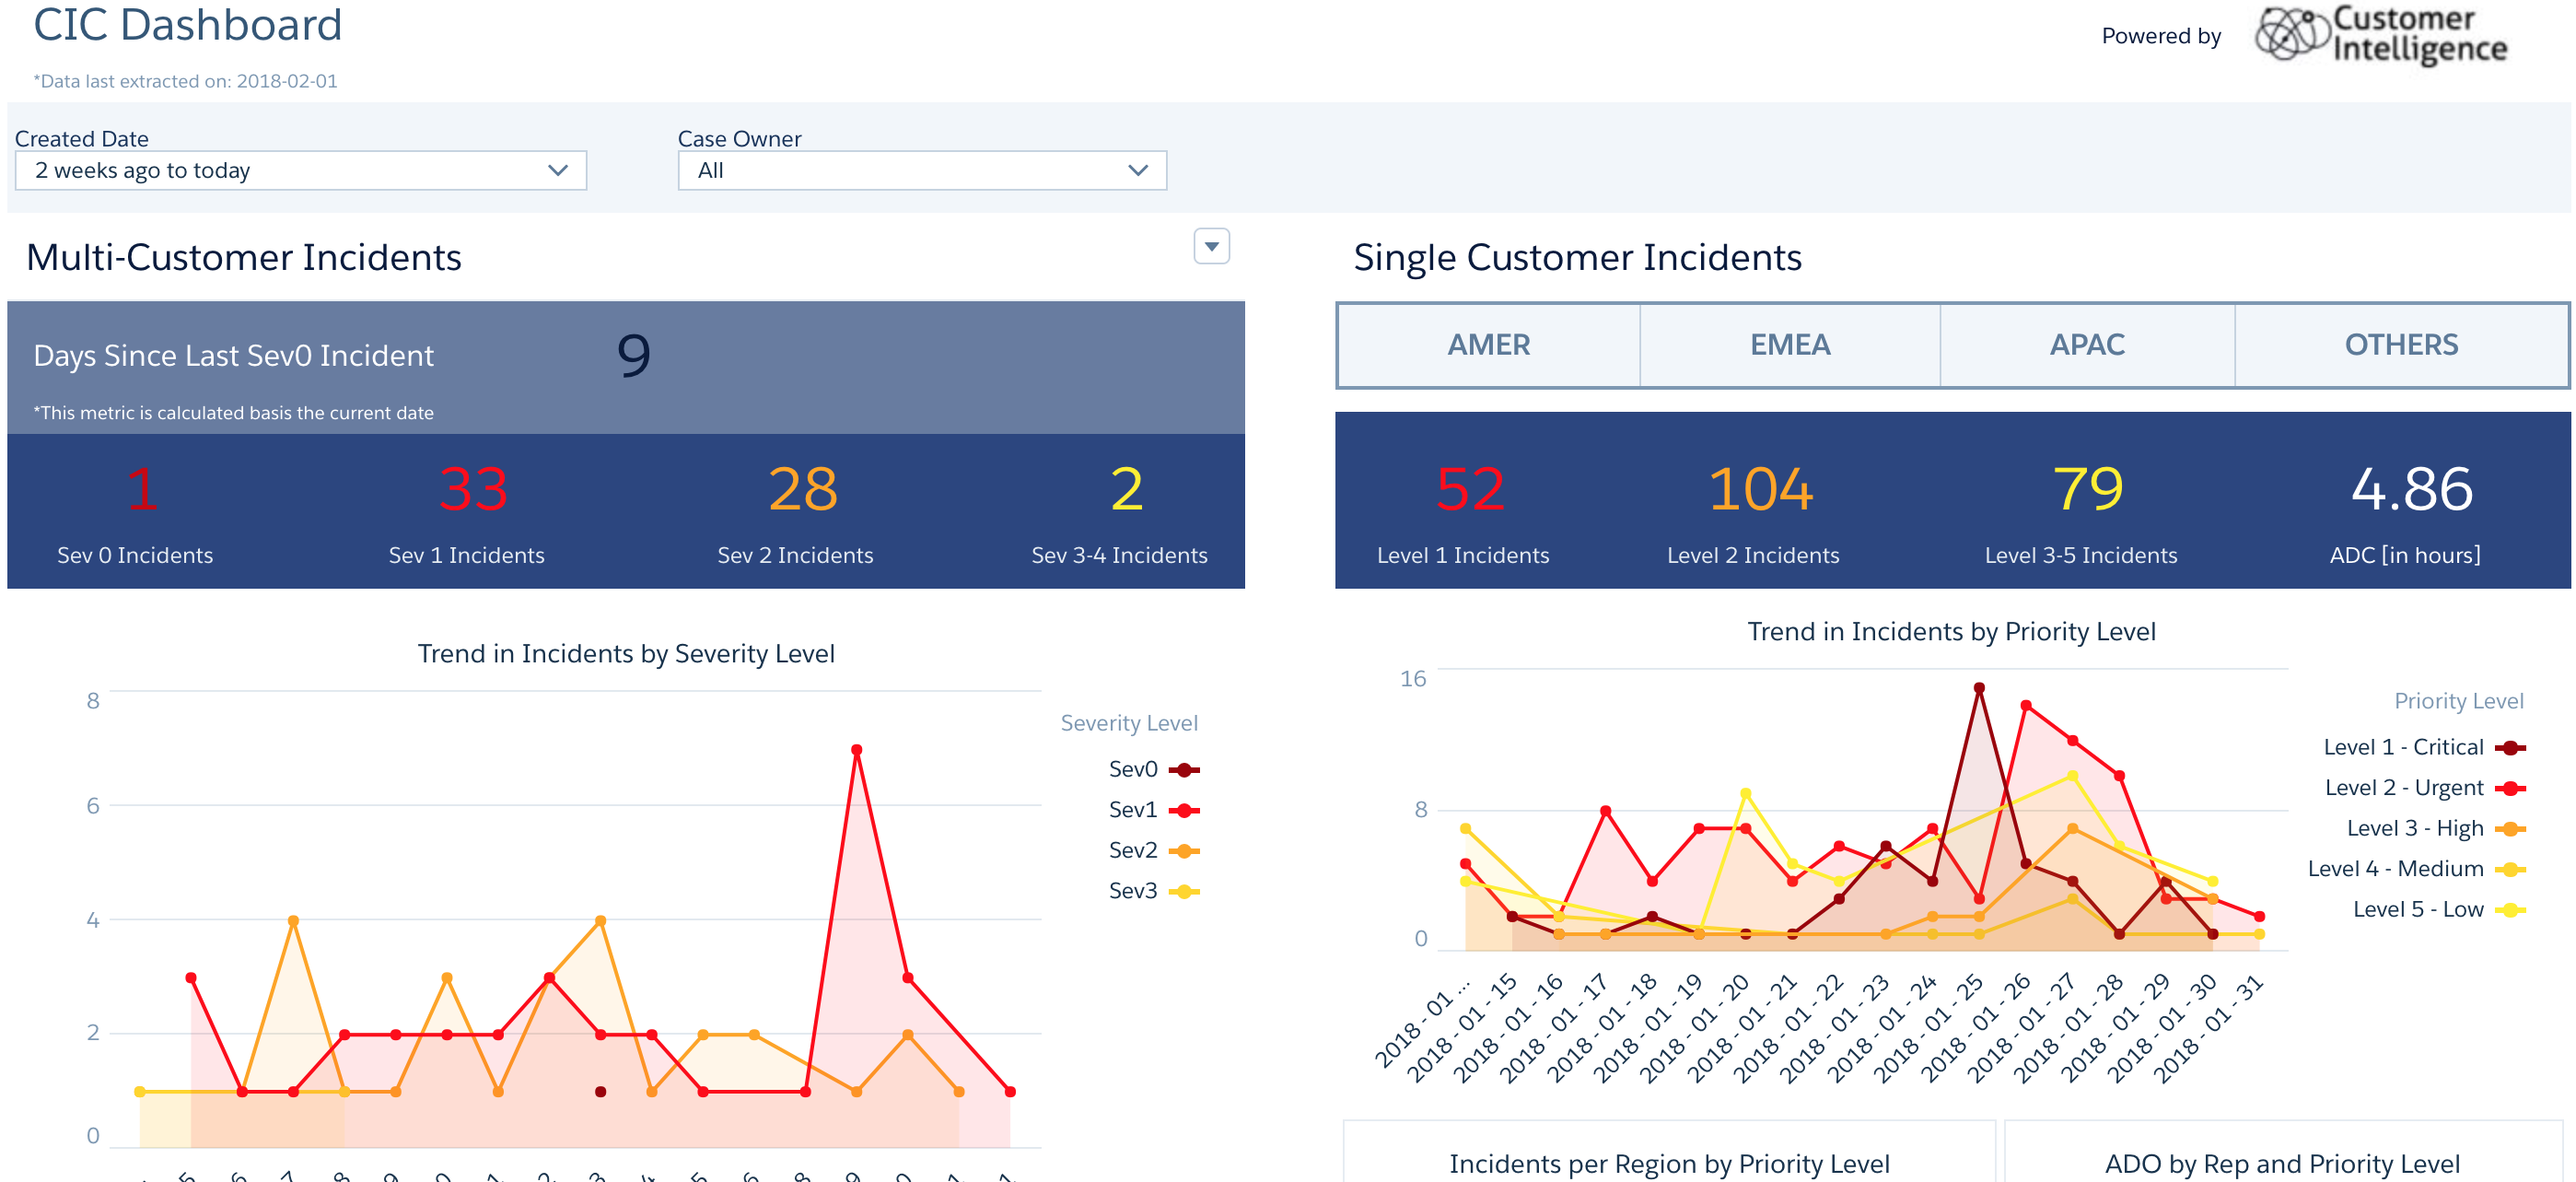 CIC Dashboard
*Data last extracted on: 2018-02-01
Powered by
Customer
Intelligence
Created Date
2 weeks ago to today
Case Owner
All
Multi-Customer Incidents
Days Since Last Sev0 Incident
9
*This metric is calculated basis the current date
1
33
28
2
Sev 0 Incidents
Sev 1 Incidents
Sev 2 Incidents
Sev 3-4 Incidents
Trend in Incidents by Severity Level
8
6
4
2
0
Severity Level
Sev0
Sev1
Sev2
Sev3
Single Customer Incidents
AMER
EMEA
APAC
OTHERS
52
104
79
4.86
Level 1 Incidents
Level 2 Incidents
Level 3-5 Incidents
ADC [in hours]
Trend in Incidents by Priority Level
16
8
0
2018 - 01 ...
2018 - 01 - 15
2018 - 01 - 16
2018 - 01 - 17
2018 - 01 - 18
2018 - 01 - 19
2018 - 01 - 20
2018 - 01 - 21
2018 - 01 - 22
2018 - 01 - 23
2018 - 01 - 24
2018 - 01 - 25
2018 - 01 - 26
2018 - 01 - 27
2018 - 01 - 28
2018 - 01 - 29
2018 - 01 - 30
2018 - 01 - 31
Priority Level
Level 1 - Critical
Level 2 - Urgent
Level 3 - High
Level 4 - Medium
Level 5 - Low
Incidents per Region by Priority Level
ADO by Rep and Priority Level